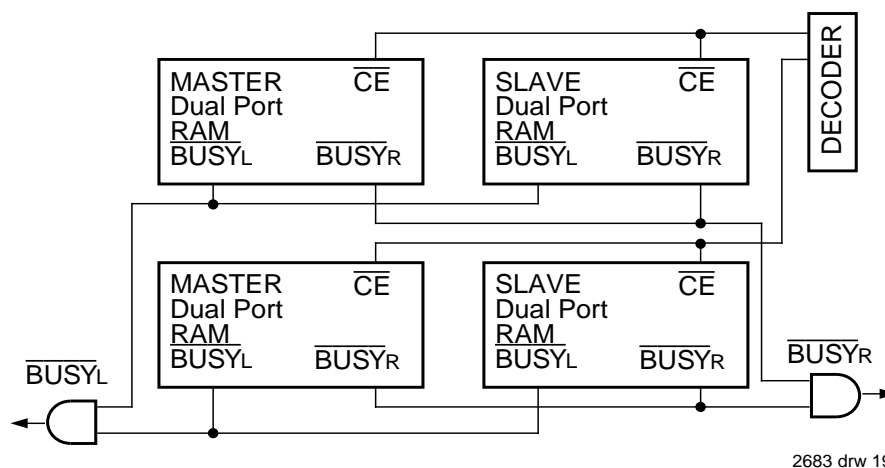 MASTER
Dual Port
RAM
BUSYL
CE
BUSYR
SLAVE
Dual Port
RAM
BUSYL
CE
BUSYR
DECODER
MASTER
Dual Port
RAM
BUSYL
CE
BUSYR
SLAVE
Dual Port
RAM
BUSYL
CE
BUSYR
BUSYL
BUSYR
2683 drw 19